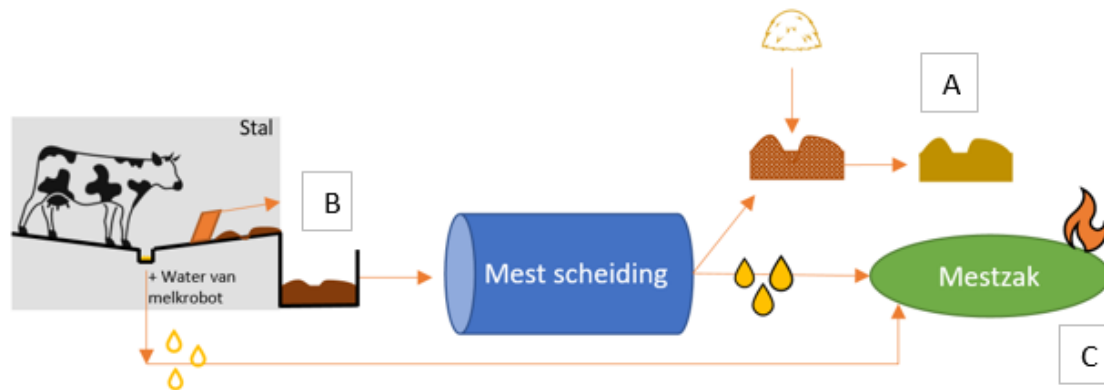 A
Stal
B
Mest scheiding
Mestzak
+ Water van
melkrobot
C